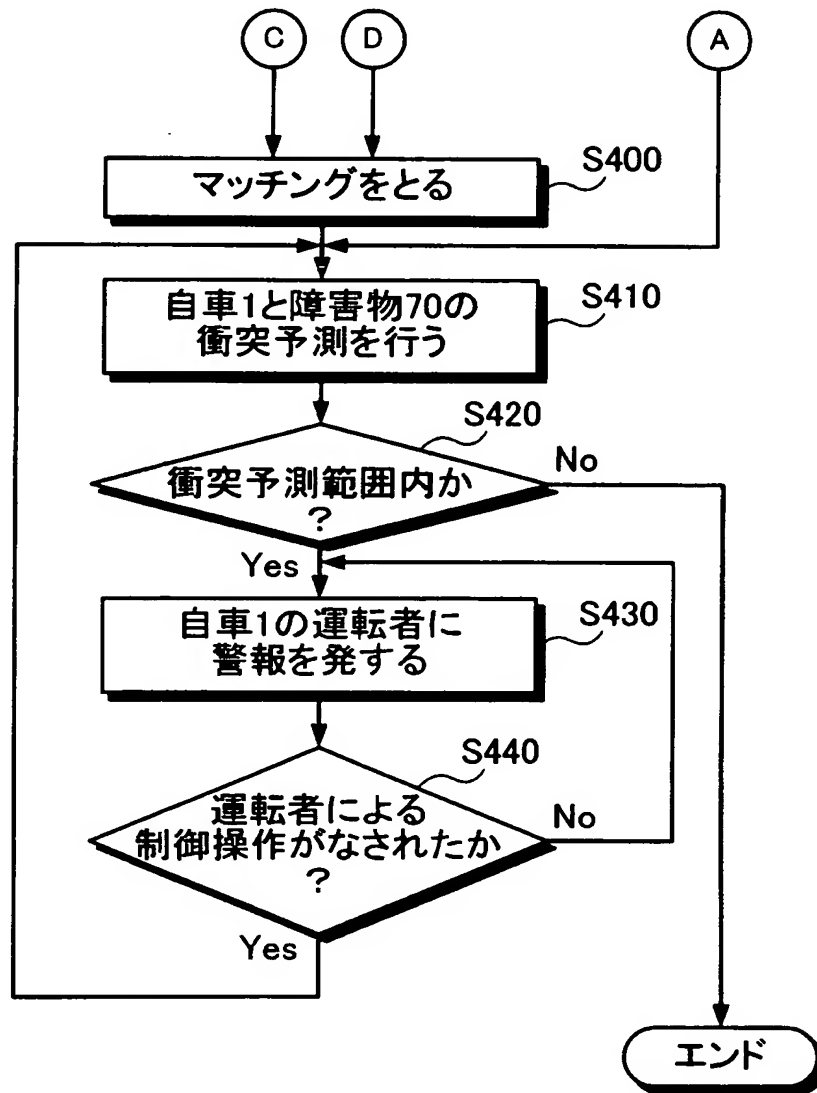 C
D
A
マッチングをとる
S400
自車1と障害物70の
衝突予測を行う
S410
S420
衝突予測範囲内か
?
No
Yes
自車1の運転者に
警報を発する
S430
S440
運転者による
制御操作がなされたか
?
No
Yes
エンド